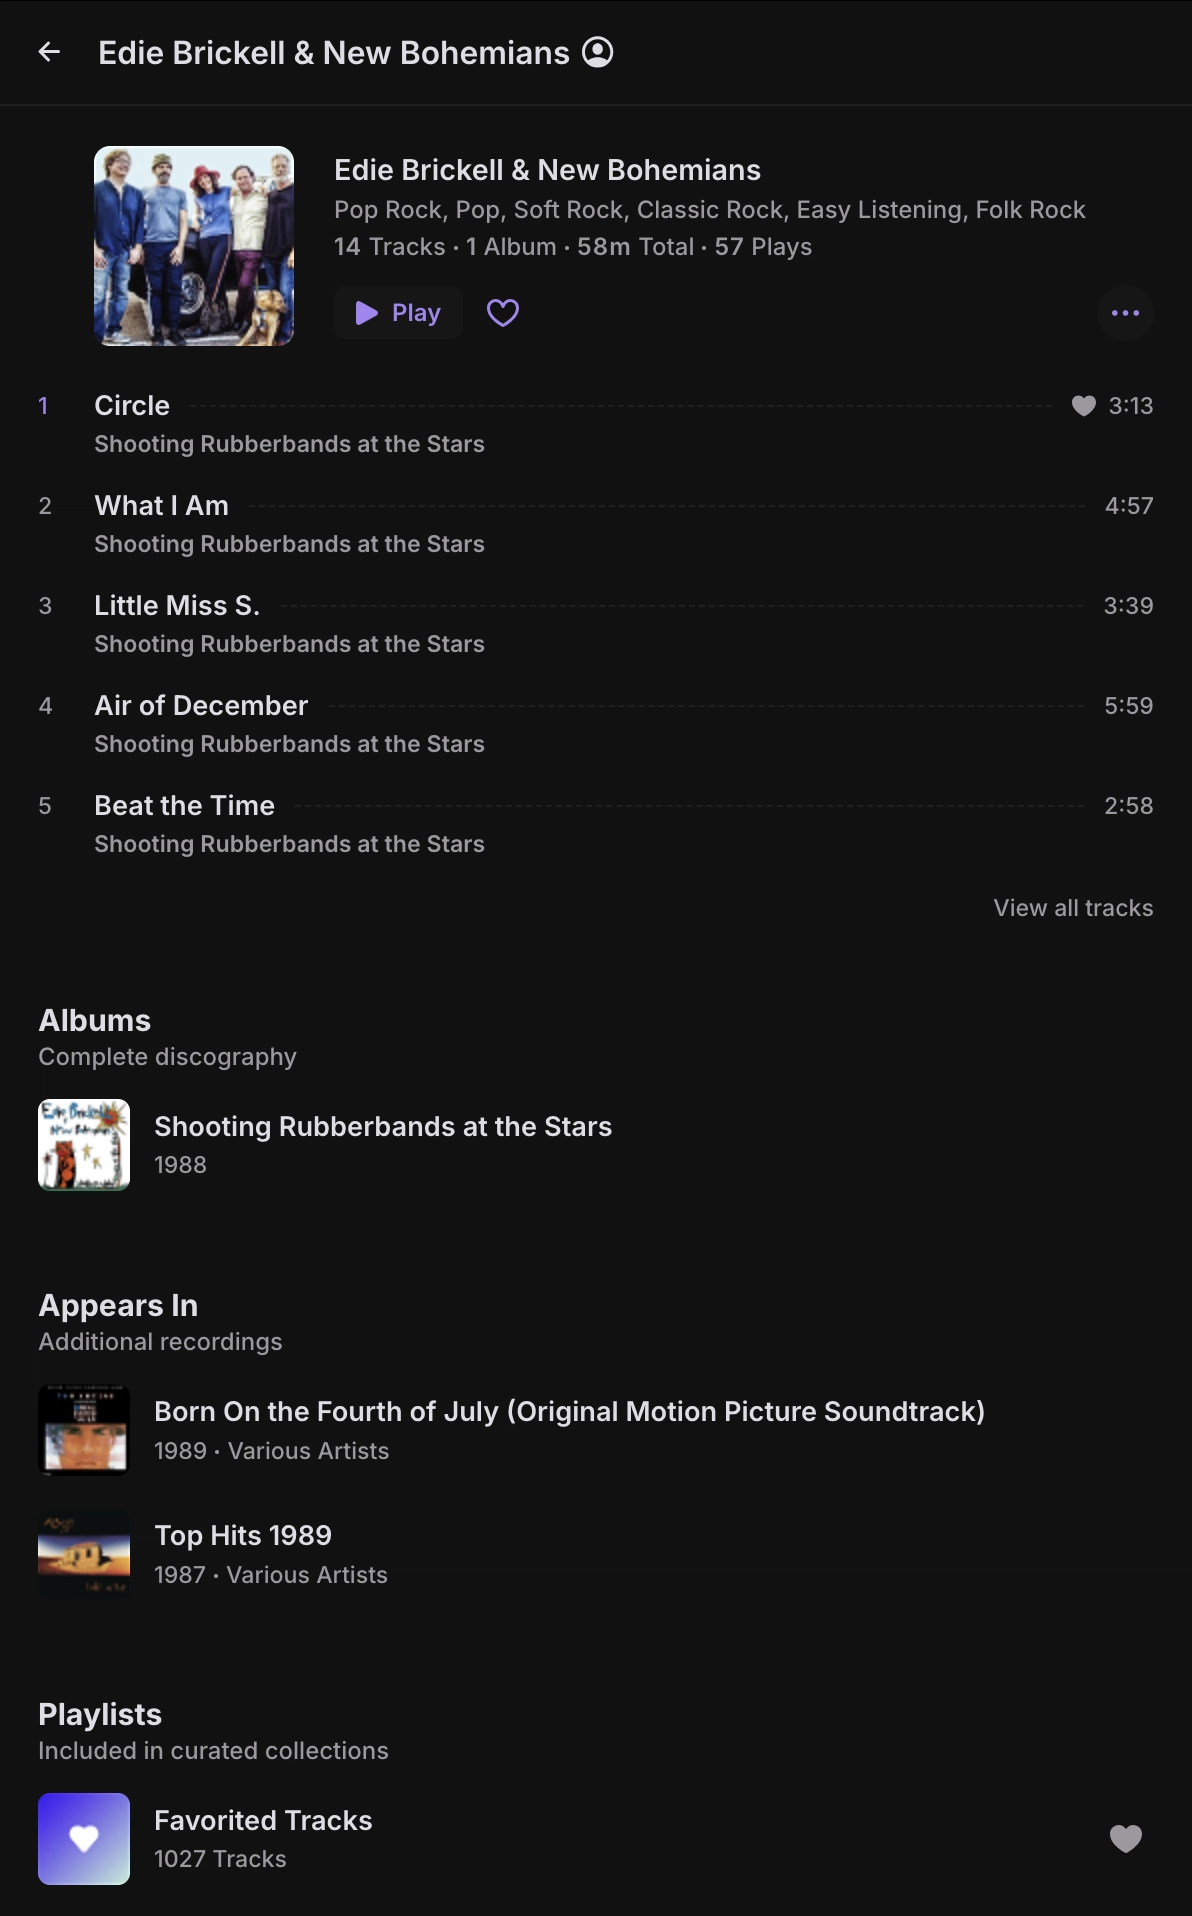 Edie Brickell & New Bohemians
Edie Brickell & New Bohemians
Pop Rock, Pop, Soft Rock, Classic Rock, Easy Listening, Folk Rock
14 Tracks · 1 Album · 58m Total · 57 Plays
Play
1 Circle 3:13
Shooting Rubberbands at the Stars
2 What I Am 4:57
Shooting Rubberbands at the Stars
3 Little Miss S. 3:39
Shooting Rubberbands at the Stars
4 Air of December 5:59
Shooting Rubberbands at the Stars
5 Beat the Time 2:58
Shooting Rubberbands at the Stars
View all tracks
Albums
Complete discography
Shooting Rubberbands at the Stars
1988
Appears In
Additional recordings
Born On the Fourth of July (Original Motion Picture Soundtrack)
1989 · Various Artists
Top Hits 1989
1987 · Various Artists
Playlists
Included in curated collections
Favorited Tracks
1027 Tracks